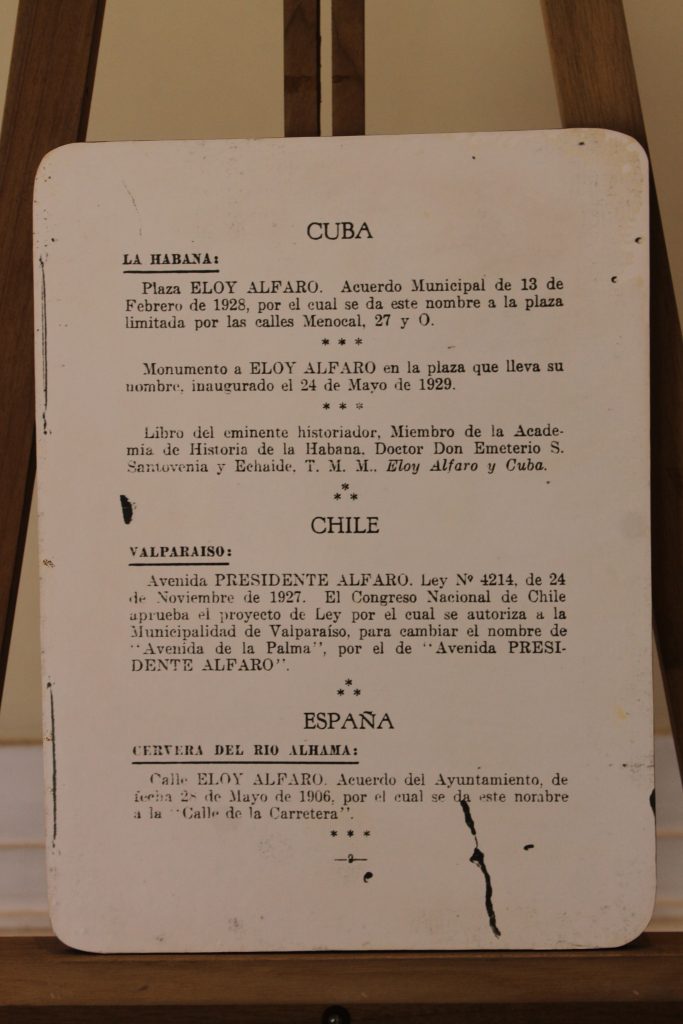 CUBA
LA HABANA:
Plaza ELOY ALFARO. Acuerdo Municipal de 13 de
Febrero de 1928, por el cual se da este nombre a la plaza
limitada por las calles Menocal, 27 y O.
* * *
Monumento a ELOY ALFARO en la plaza que lleva su
nombre, inaugurado el 24 de Mayo de 1929.
* * *
Libro del eminente historiador, Miembro de la Acade-
mia de Historia de la Habana. Doctor Don Emeterio S.
Santovenia y Echaide, T. M. M., Eloy Alfaro y Cuba.
*
* *
CHILE
VALPARAISO:
Avenida PRESIDENTE ALFARO. Ley Nº 4214, de 24
de Noviembre de 1927. El Congreso Nacional de Chile
aprueba el proyecto de Ley por el cual se autoriza a la
Municipalidad de Valparaíso, para cambiar el nombre de
"Avenida de la Palma", por el de "Avenida PRESI-
DENTE ALFARO".
*
* *
ESPAÑA
CERVERA DEL RIO ALHAMA:
Calle ELOY ALFARO. Acuerdo del Ayuntamiento, de
fecha 28 de Mayo de 1906, por el cual se da este nombre
a la "Calle de la Carretera".
* * *
—2—